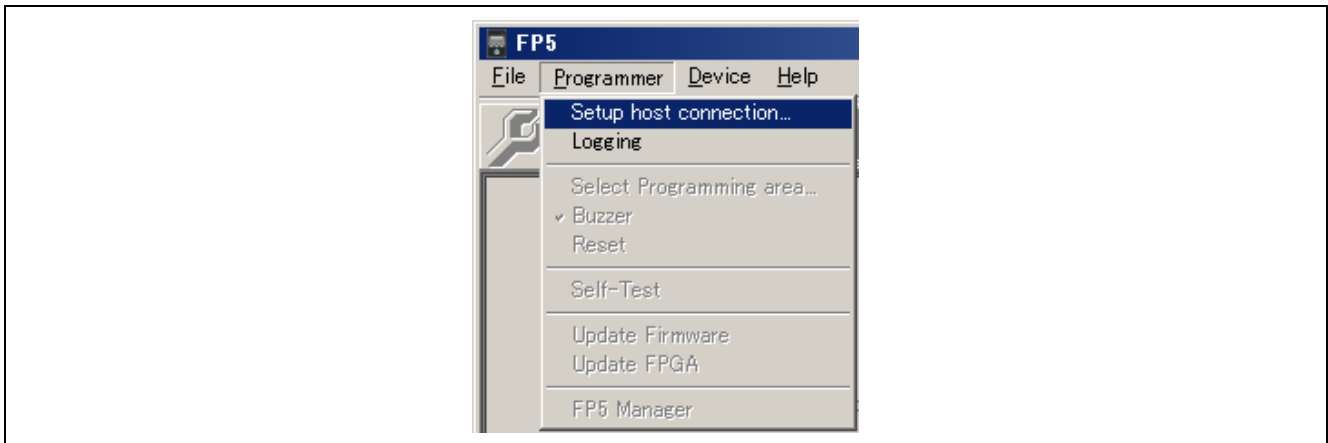 FP5
File Programmer Device Help
Setup host connection...
Logging
Select Programming area...
Buzzer
Reset
Self-Test
Update Firmware
Update FPGA
FP5 Manager